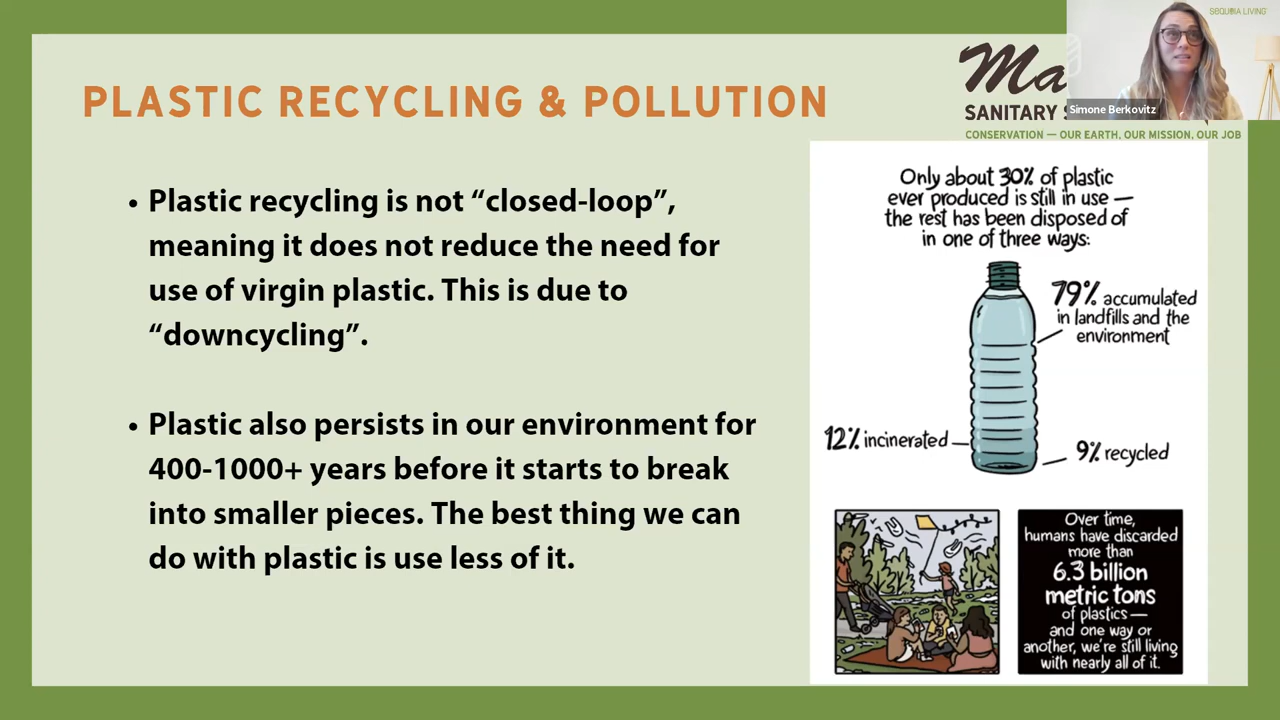 SEQUOIA LIVING
Ma
SANITARY S
Simone Berkovitz
CONSERVATION — OUR EARTH, OUR MISSION, OUR JOB
PLASTIC RECYCLING & POLLUTION
• Plastic recycling is not “closed-loop”,
meaning it does not reduce the need for
use of virgin plastic. This is due to
“downcycling”.
• Plastic also persists in our environment for
400-1000+ years before it starts to break
into smaller pieces. The best thing we can
do with plastic is use less of it.
Only about 30% of plastic
ever produced is still in use —
the rest has been disposed of
in one of three ways:
79% accumulated
in landfills and the
environment
12% incinerated
9% recycled
Over time,
humans have discarded
more than
6.3 billion
metric tons
of plastics —
and one way or
another, we're still living
with nearly all of it.